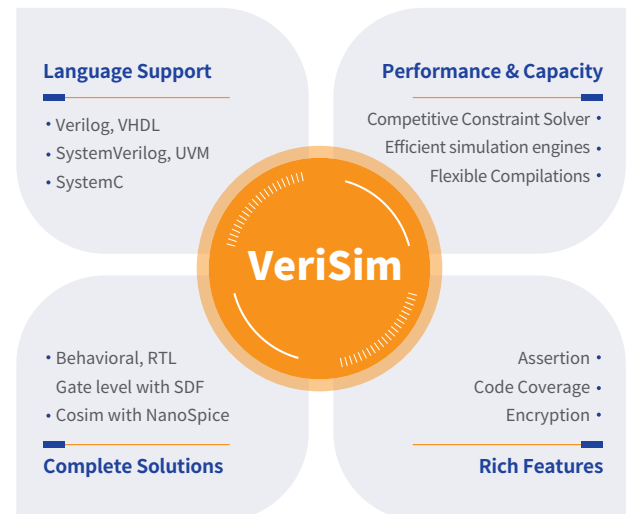 Language Support
• Verilog, VHDL
• SystemVerilog, UVM
• SystemC
Performance & Capacity
Competitive Constraint Solver •
Efficient simulation engines •
Flexible Compilations •
VeriSim
• Behavioral, RTL
Gate level with SDF
• Cosim with NanoSpice
Complete Solutions
Assertion •
Code Coverage •
Encryption •
Rich Features